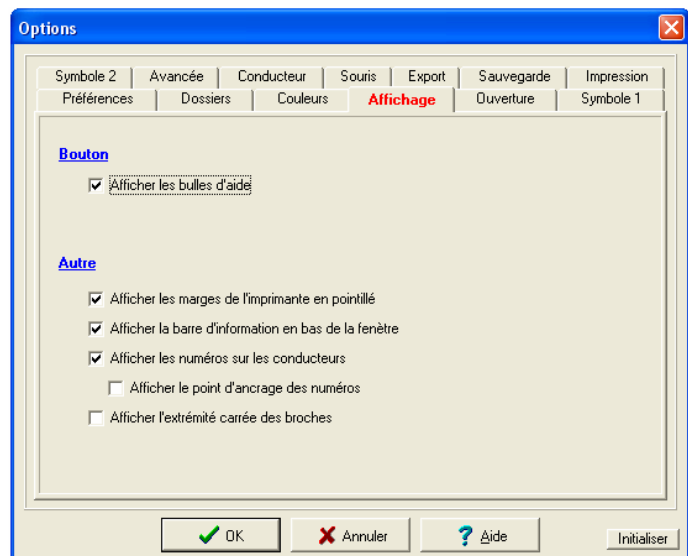 Options
Symbole 2 Avancée Conducteur Souris Export Sauvegarde Impression
Préférences Dossiers Couleurs Affichage Ouverture Symbole 1
Bouton
Afficher les bulles d'aide
Autre
Afficher les marges de l'imprimante en pointillé
Afficher la barre d'information en bas de la fenêtre
Afficher les numéros sur les conducteurs
Afficher le point d'ancrage des numéros
Afficher l'extrémité carrée des broches
OK Annuler Aide Initialiser